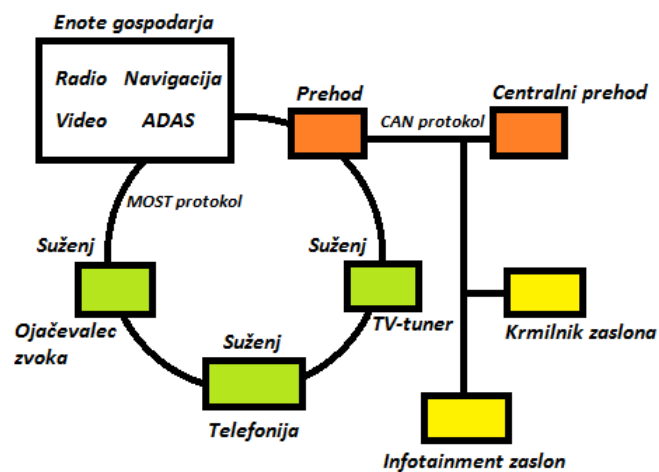 Enote gospodarja
Radio Navigacija
Video ADAS
Prehod
Centralni prehod
CAN protokol
MOST protokol
Suženj
Suženj
Ojačevalec
zvoka
TV-tuner
Krmilnik zaslona
Suženj
Telefonija
Infotainment zaslon